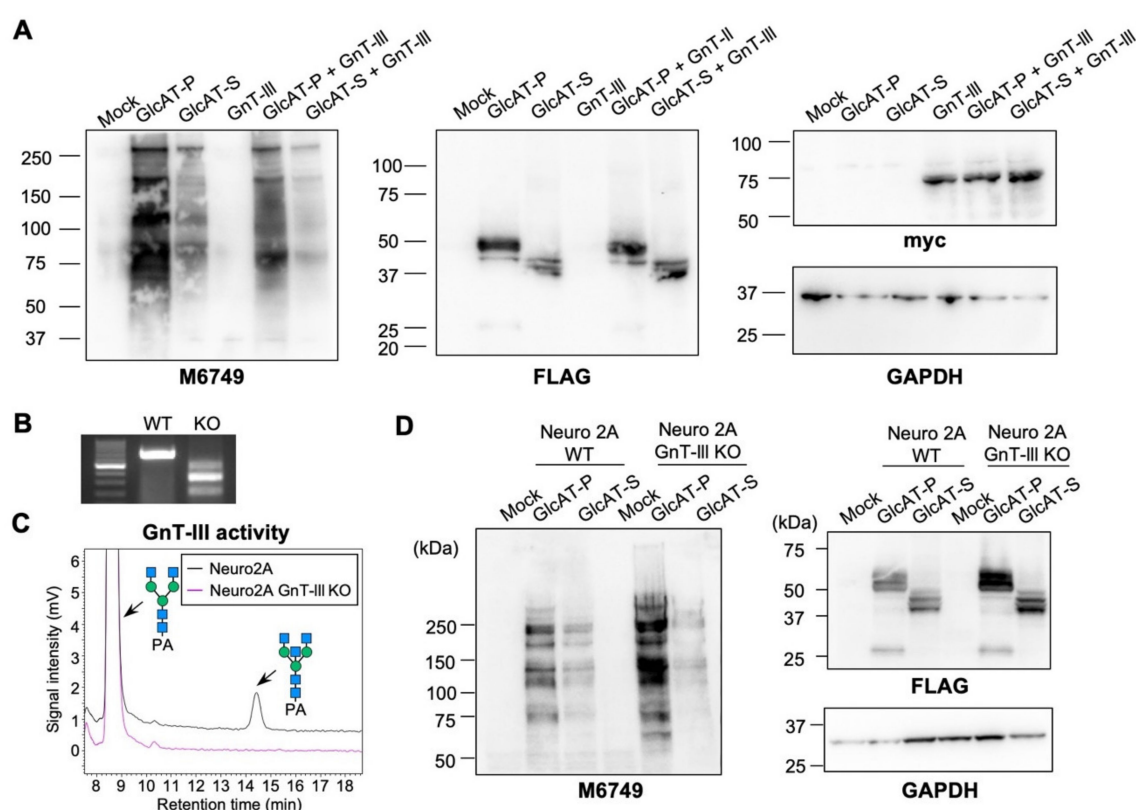 A
Mock
GlcAT-P
GlcAT-S
GnT-III
GlcAT-P + GnT-III
GlcAT-S + GnT-III
250
150
100
75
50
37
M6749
Mock
GlcAT-P
GlcAT-S
GnT-III
GlcAT-P + GnT-II
GlcAT-S + GnT-III
100
75
50
37
25
20
FLAG
Mock
GlcAT-P
GlcAT-S
GnT-III
GlcAT-P + GnT-III
GlcAT-S + GnT-III
100
75
50
myc
37
25
GAPDH
B
WT KO
C
GnT-III activity
Neuro2A
Neuro2A GnT-III KO
PA
PA
Signal intensity (mV)
6
5
4
3
2
1
0
8 9 10 11 12 13 14 15 16 17 18
Retention time (min)
D
Neuro 2A
WT
Neuro 2A
GnT-III KO
Mock
GlcAT-P
GlcAT-S
Mock
GlcAT-P
GlcAT-S
(kDa)
250
150
100
75
50
M6749
Neuro 2A
WT
Neuro 2A
GnT-III KO
Mock
GlcAT-P
GlcAT-S
Mock
GlcAT-P
GlcAT-S
(kDa)
75
50
37
25
FLAG
37
25
GAPDH